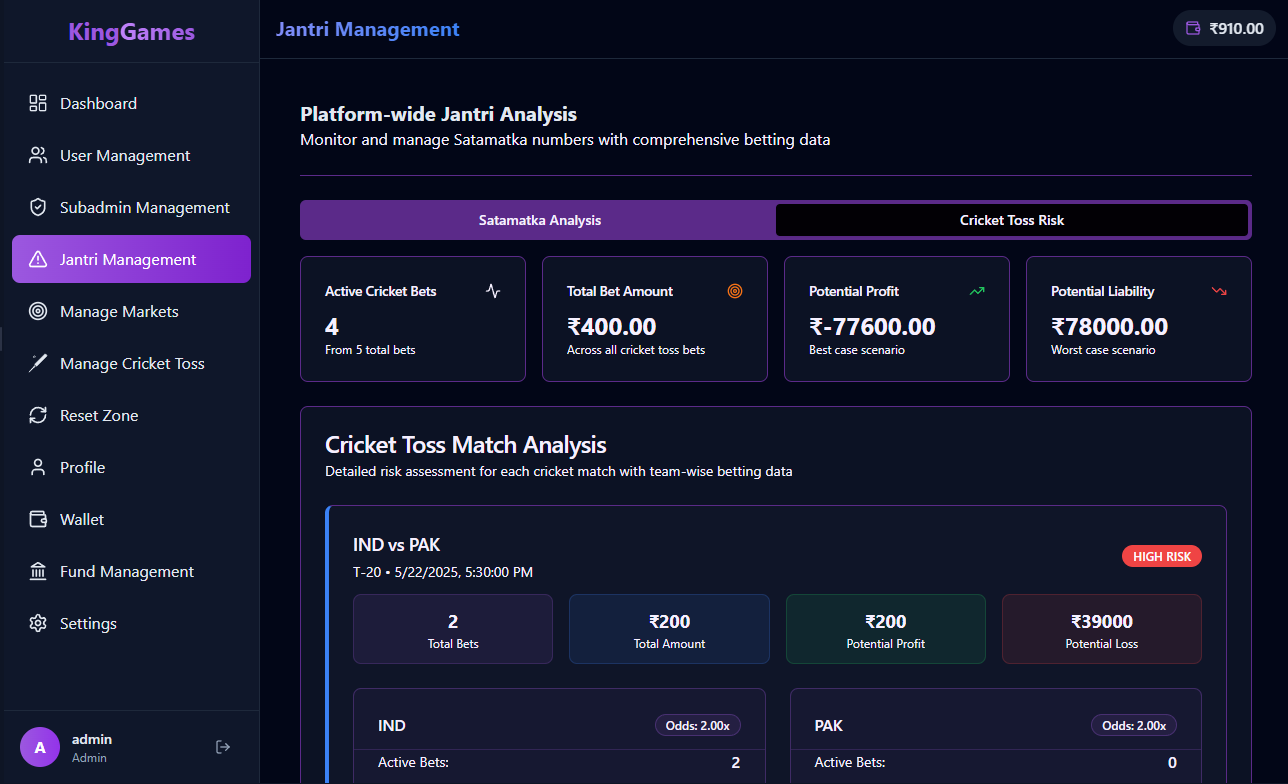 KingGames
Jantri Management
₹910.00
Dashboard
User Management
Subadmin Management
Jantri Management
Manage Markets
Manage Cricket Toss
Reset Zone
Profile
Wallet
Fund Management
Settings
A
admin
Admin
Platform-wide Jantri Analysis
Monitor and manage Satamatka numbers with comprehensive betting data
Satamatka Analysis
Cricket Toss Risk
Active Cricket Bets
4
From 5 total bets
Total Bet Amount
₹400.00
Across all cricket toss bets
Potential Profit
₹-77600.00
Best case scenario
Potential Liability
₹78000.00
Worst case scenario
Cricket Toss Match Analysis
Detailed risk assessment for each cricket match with team-wise betting data
IND vs PAK
T-20 • 5/22/2025, 5:30:00 PM
HIGH RISK
2
Total Bets
₹200
Total Amount
₹200
Potential Profit
₹39000
Potential Loss
IND
Odds: 2.00x
Active Bets:
2
PAK
Odds: 2.00x
Active Bets:
0